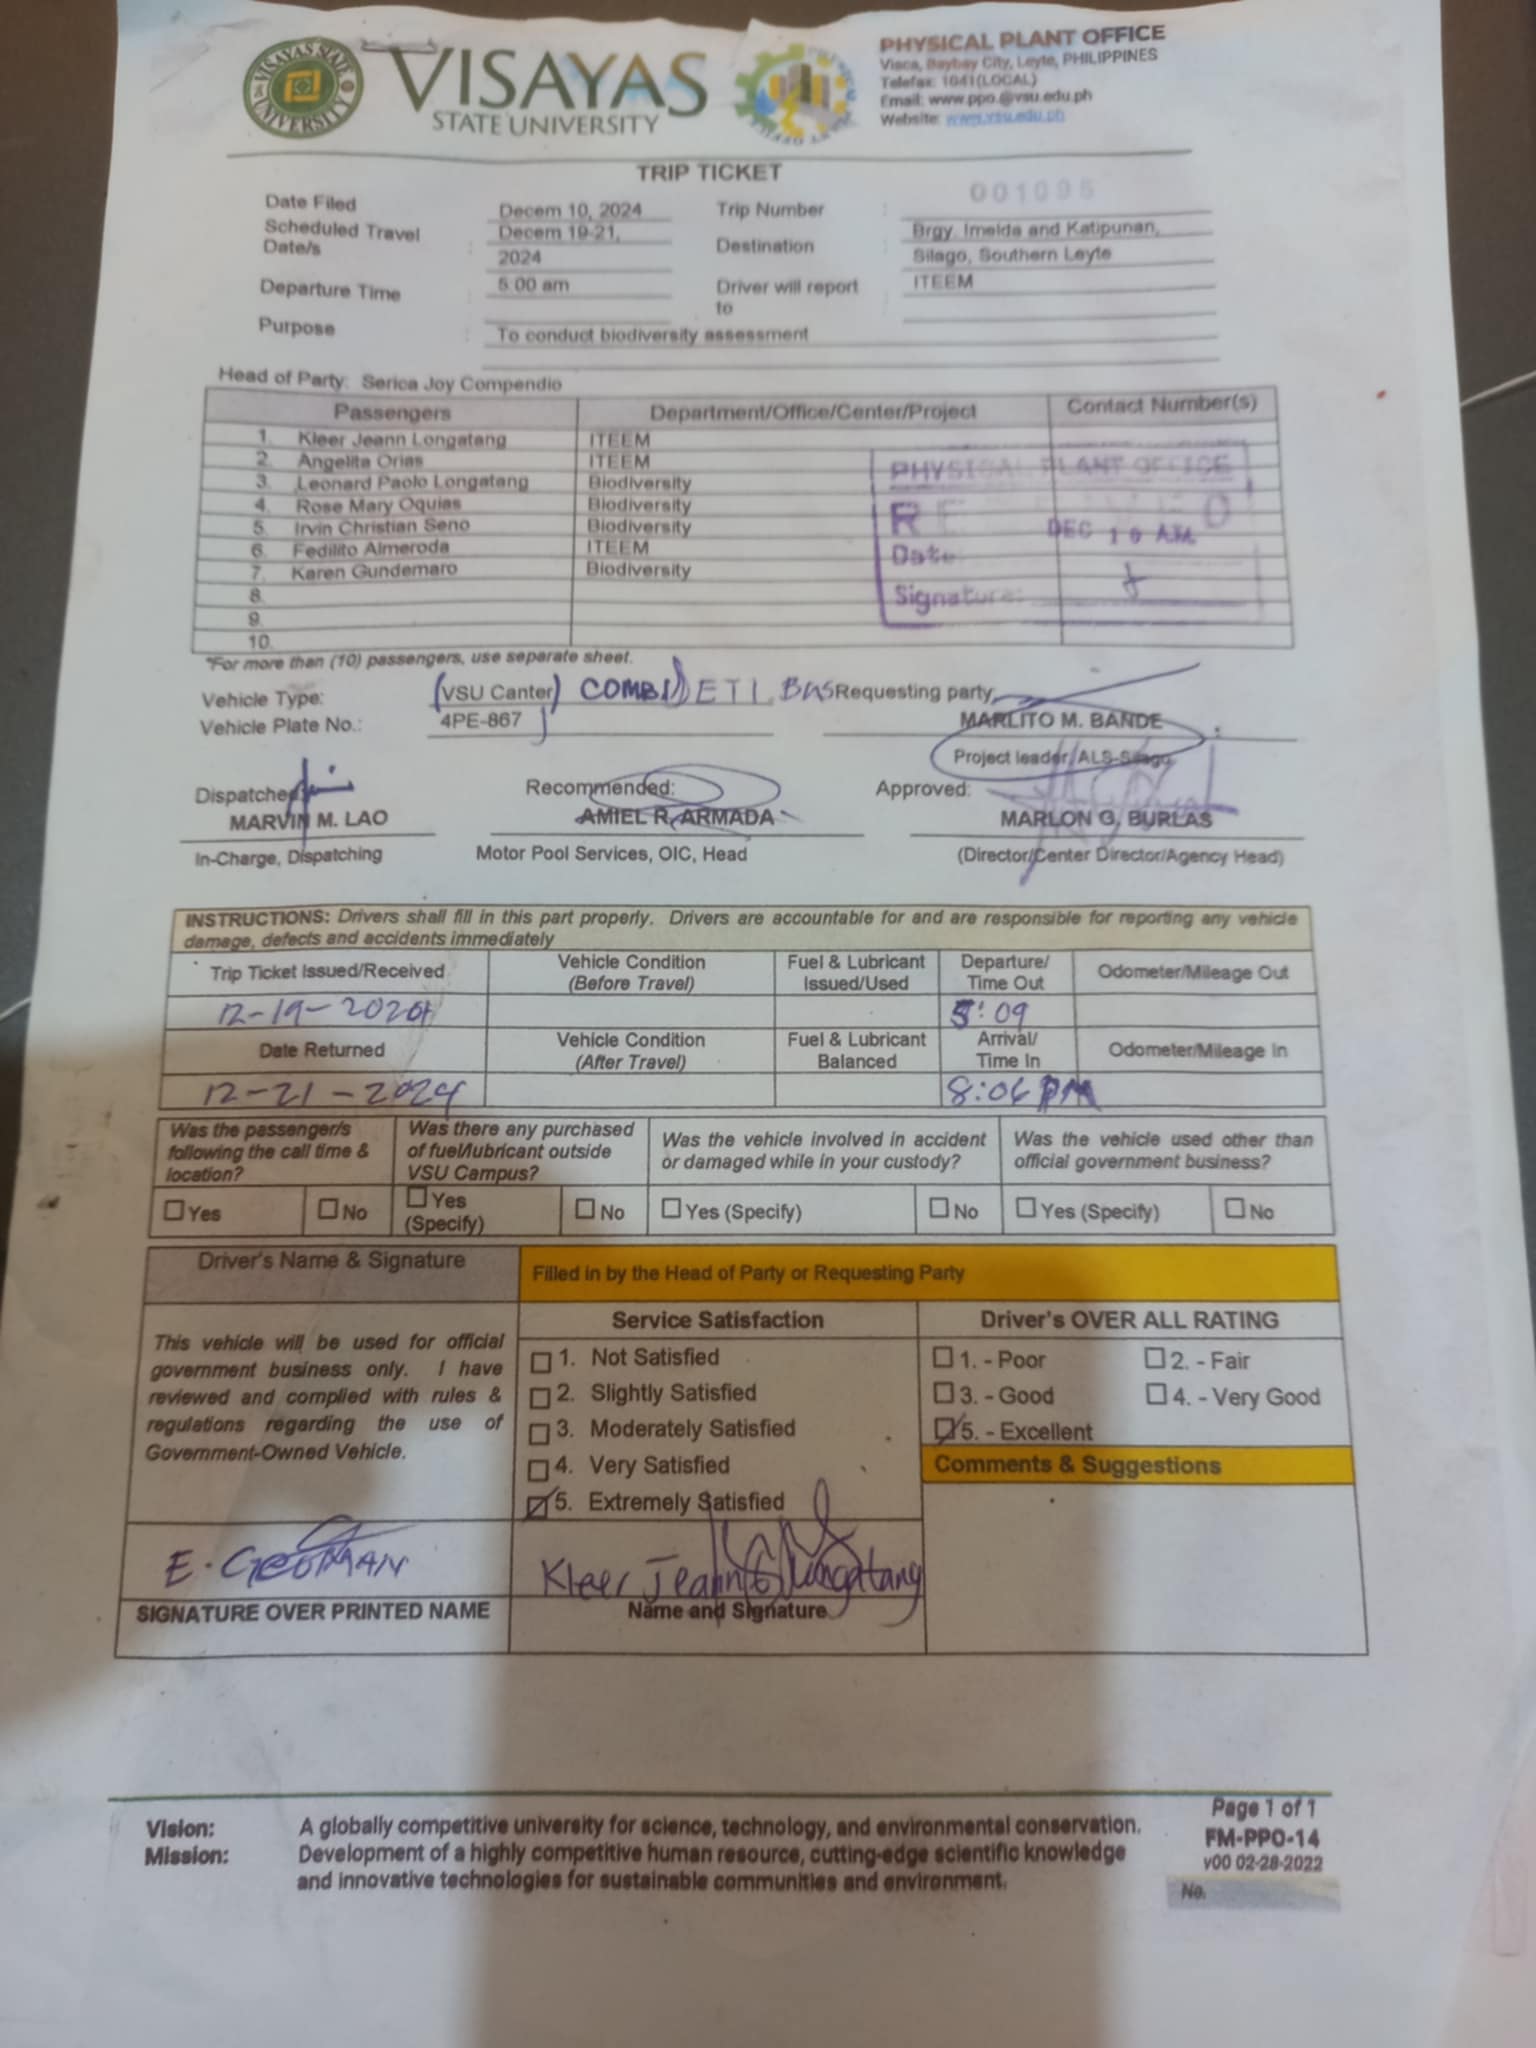 VISAYAS STATE UNIVERSITY
VISAYAS
STATE UNIVERSITY
PHYSICAL PLANT OFFICE
Visca, Baybay City, Leyte, PHILIPPINES
Telefax: 1041(LOCAL)
Email: www.ppo.@vsu.edu.ph
Website: www.vsu.edu.ph
TRIP TICKET
Date Filed Decem 10, 2024 Trip Number : 001095
Scheduled Travel Date/s : Decem 19-21, 2024 Destination : Brgy. Imelda and Katipunan, Silago, Southern Leyte
Departure Time : 5:00 am Driver will report to : ITEEM
Purpose : To conduct biodiversity assessment
Head of Party: Serica Joy Compendio
Passengers Department/Office/Center/Project Contact Number(s)
1. Kleer Jeann Longatang ITEEM
2. Angelita Orias ITEEM
3. Leonard Paolo Longatang Biodiversity
4. Rose Mary Oquias Biodiversity
5. Irvin Christian Seno Biodiversity
6. Fedilito Almeroda ITEEM
7. Karen Gundemaro Biodiversity
8.
9.
10.
PHYSICAL PLANT OFFICE
DEC 10 A.M.
Date:
Signature:
*For more than (10) passengers, use separate sheet.
Vehicle Type: (VSU Canter) COMBI BUS Requesting party:
Vehicle Plate No.: 4PE-867 MARLITO M. BANDE
Project leader, ALS-Silago
Dispatched: Recommended: Approved:
MARVIN M. LAO AMIEL R. ARMADA MARLON G. BURLAS
In-Charge, Dispatching Motor Pool Services, OIC, Head (Director/Center Director/Agency Head)
INSTRUCTIONS: Drivers shall fill in this part properly. Drivers are accountable for and are responsible for reporting any vehicle
damage, defects and accidents immediately
Trip Ticket Issued/Received Vehicle Condition (Before Travel) Fuel & Lubricant Issued/Used Departure/ Time Out Odometer/Mileage Out
12-19-2024 5:09
Date Returned Vehicle Condition (After Travel) Fuel & Lubricant Balanced Arrival/ Time In Odometer/Mileage In
12-21-2024 8:06 PM
Was the passenger/s following the call time & location? Was there any purchased of fuel/lubricant outside VSU Campus? Was the vehicle involved in accident or damaged while in your custody? Was the vehicle used other than official government business?
Yes No Yes (Specify) No Yes (Specify) No Yes (Specify) No
Driver's Name & Signature Filled in by the Head of Party or Requesting Party
Service Satisfaction Driver's OVER ALL RATING
This vehicle will be used for official
government business only. I have
reviewed and complied with rules &
regulations regarding the use of
Government-Owned Vehicle.
1. Not Satisfied
2. Slightly Satisfied
3. Moderately Satisfied
4. Very Satisfied
5. Extremely Satisfied
1. - Poor 2. - Fair
3. - Good 4. - Very Good
5. - Excellent
Comments & Suggestions
Kleer Jeann G. Longatang
SIGNATURE OVER PRINTED NAME Name and Signature
Vision: A globally competitive university for science, technology, and environmental conservation.
Mission: Development of a highly competitive human resource, cutting-edge scientific knowledge
and innovative technologies for sustainable communities and environment.
Page 1 of 1
FM-PPO-14
v00 02-28-2022
No.